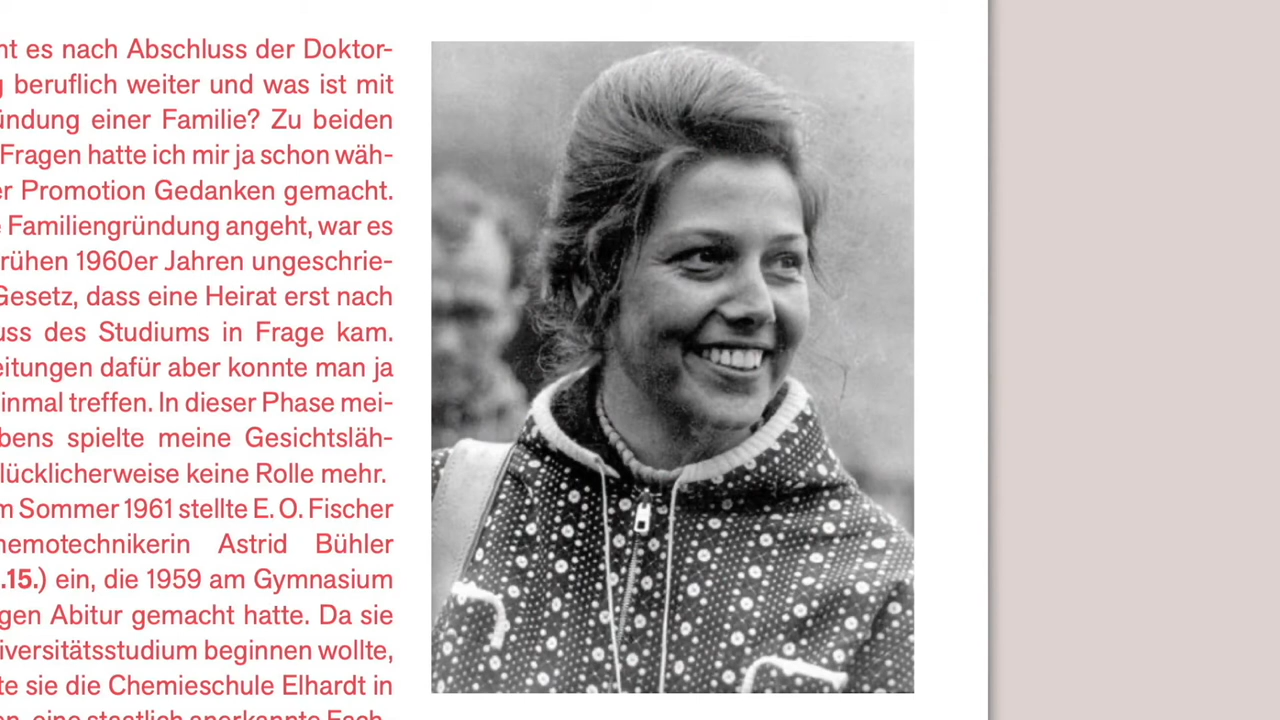 nt es nach Abschluss der Doktor-
g beruflich weiter und was ist mit
ündung einer Familie? Zu beiden
Fragen hatte ich mir ja schon wäh-
er Promotion Gedanken gemacht.
e Familiengründung angeht, war es
rühen 1960er Jahren ungeschrie-
Gesetz, dass eine Heirat erst nach
uss des Studiums in Frage kam.
eitungen dafür aber konnte man ja
inmal treffen. In dieser Phase mei-
bens spielte meine Gesichtsläh-
lücklicherweise keine Rolle mehr.
m Sommer 1961 stellte E. O. Fischer
hemotechnikerin Astrid Bühler
.15.) ein, die 1959 am Gymnasium
gen Abitur gemacht hatte. Da sie
iversitätsstudium beginnen wollte,
te sie die Chemieschule Elhardt in
en, eine staatlich anerkannte Fach-